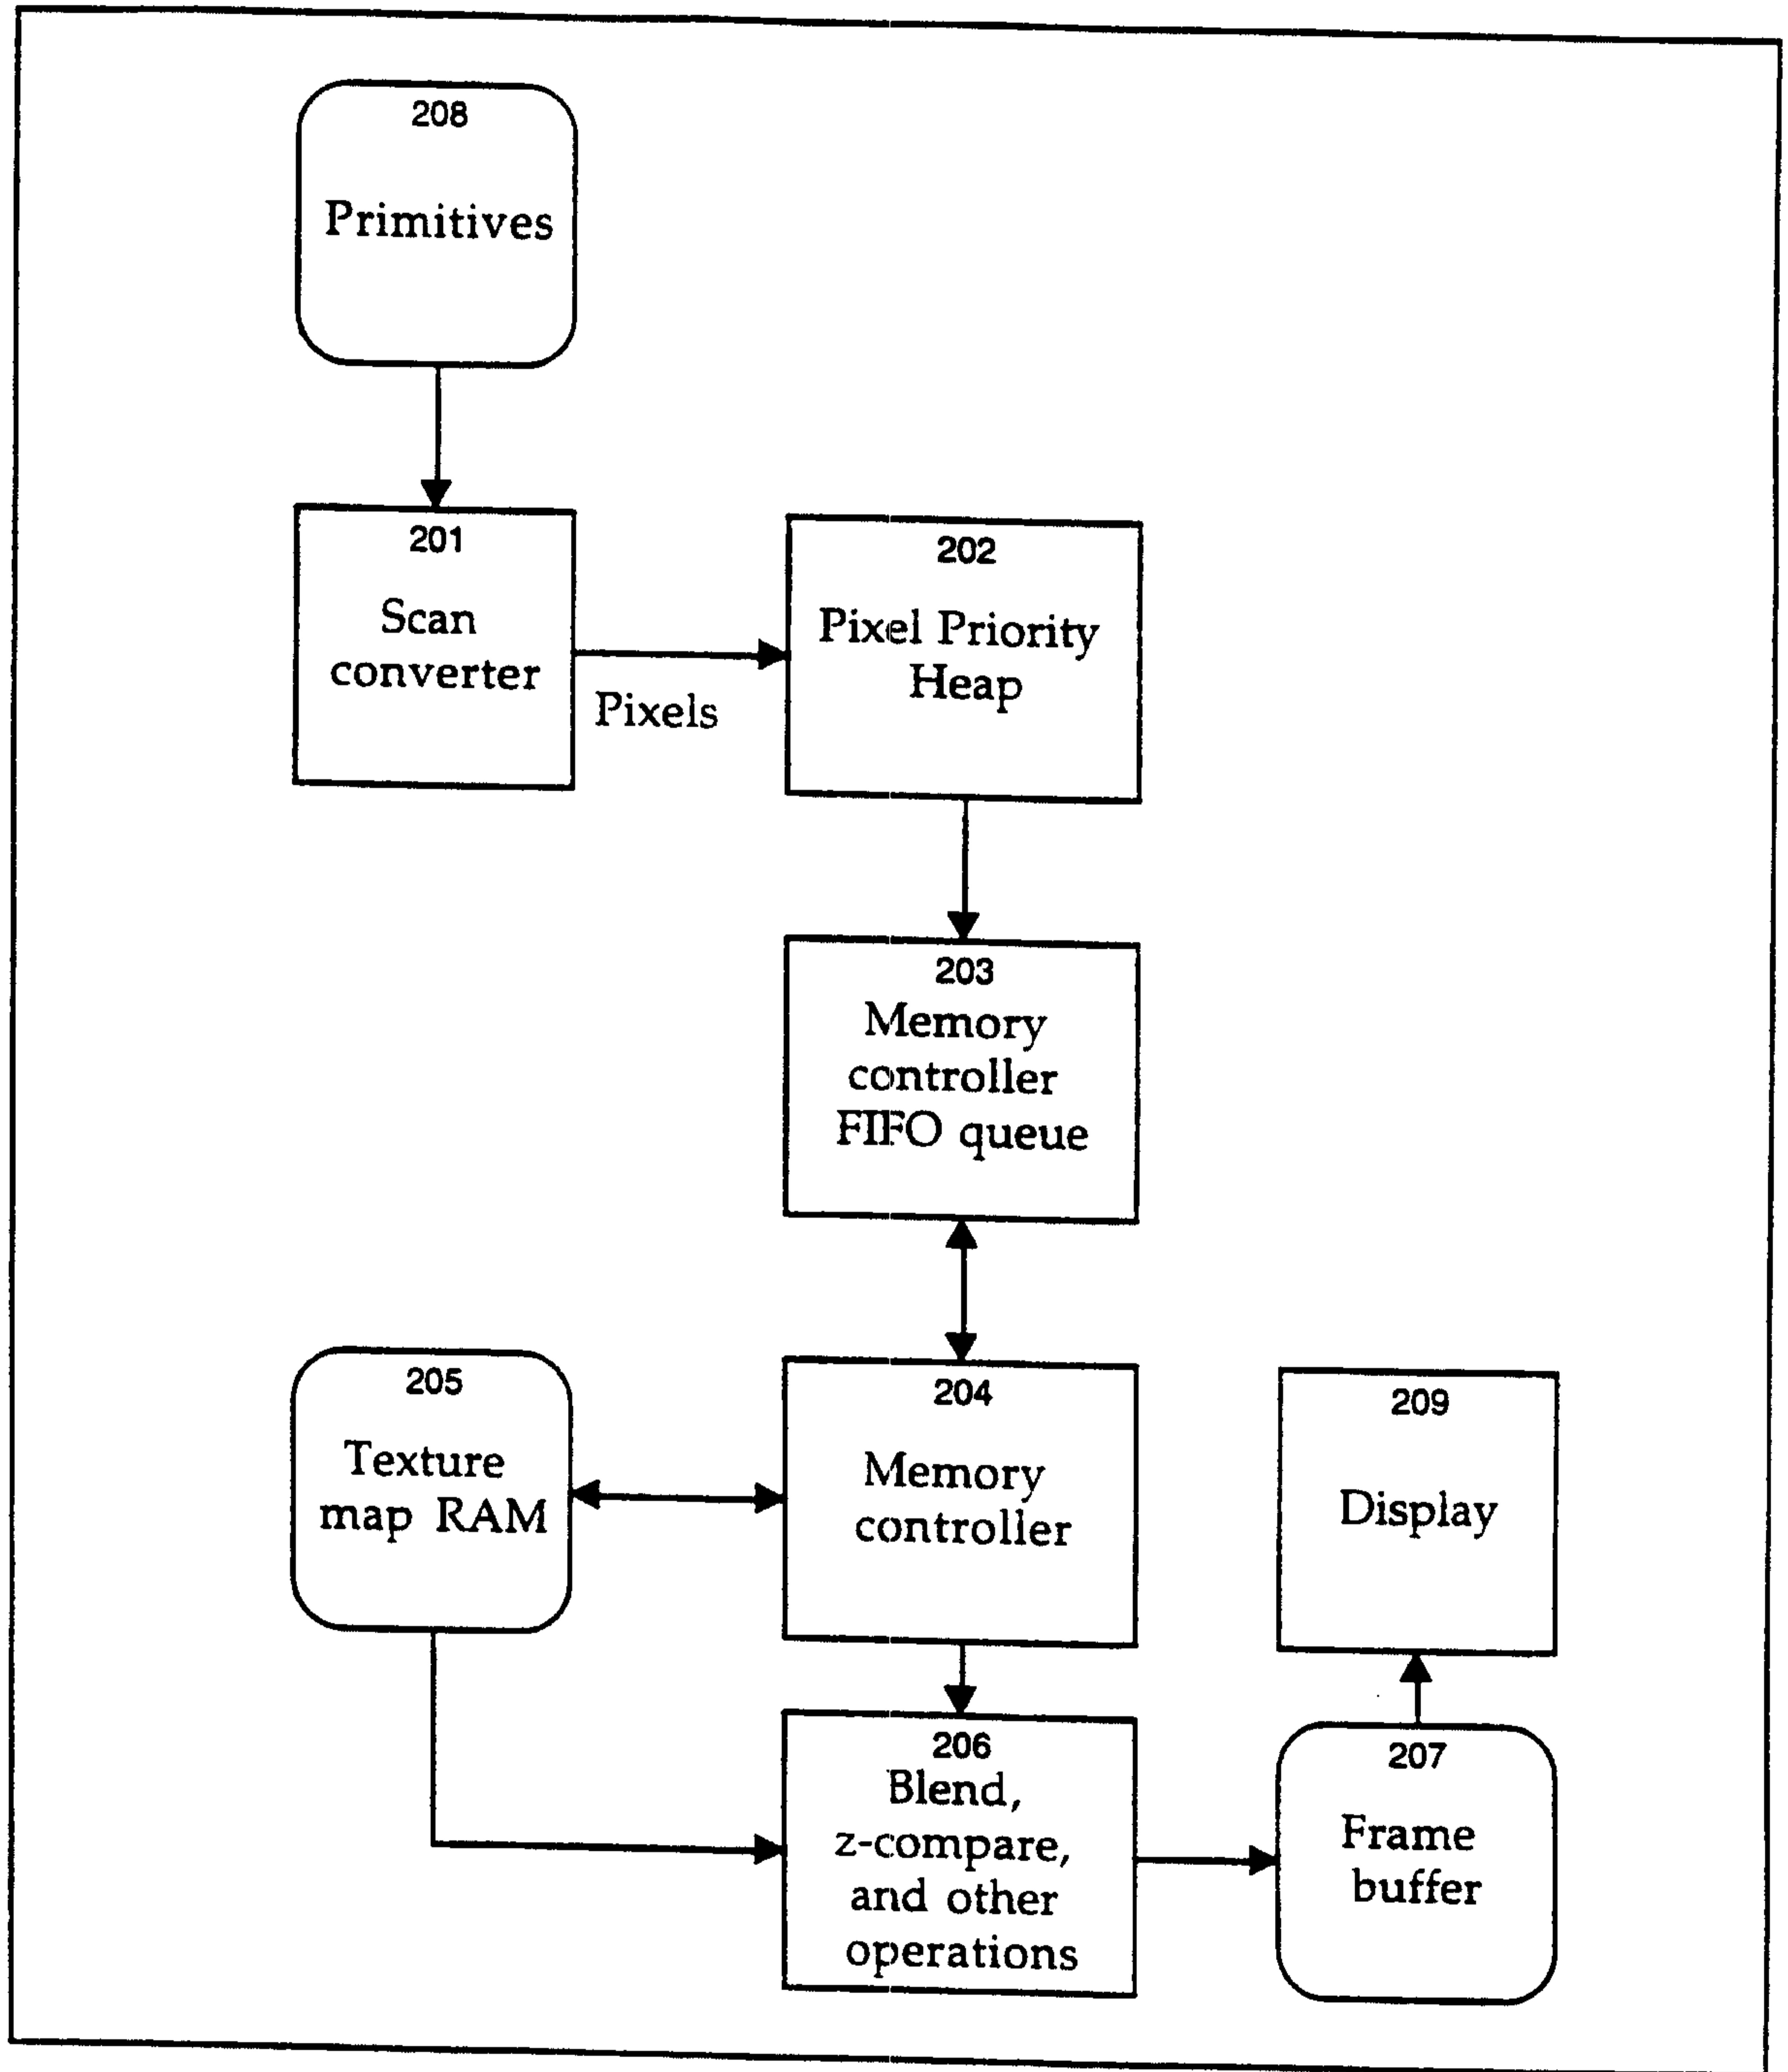 208
Primitives
201
Scan
converter
Pixels
202
Pixel Priority
Heap
203
Memory
controller
FIFO queue
205
Texture
map RAM
204
Memory
controller
209
Display
206
Blend,
z-compare,
and other
operations
207
Frame
buffer